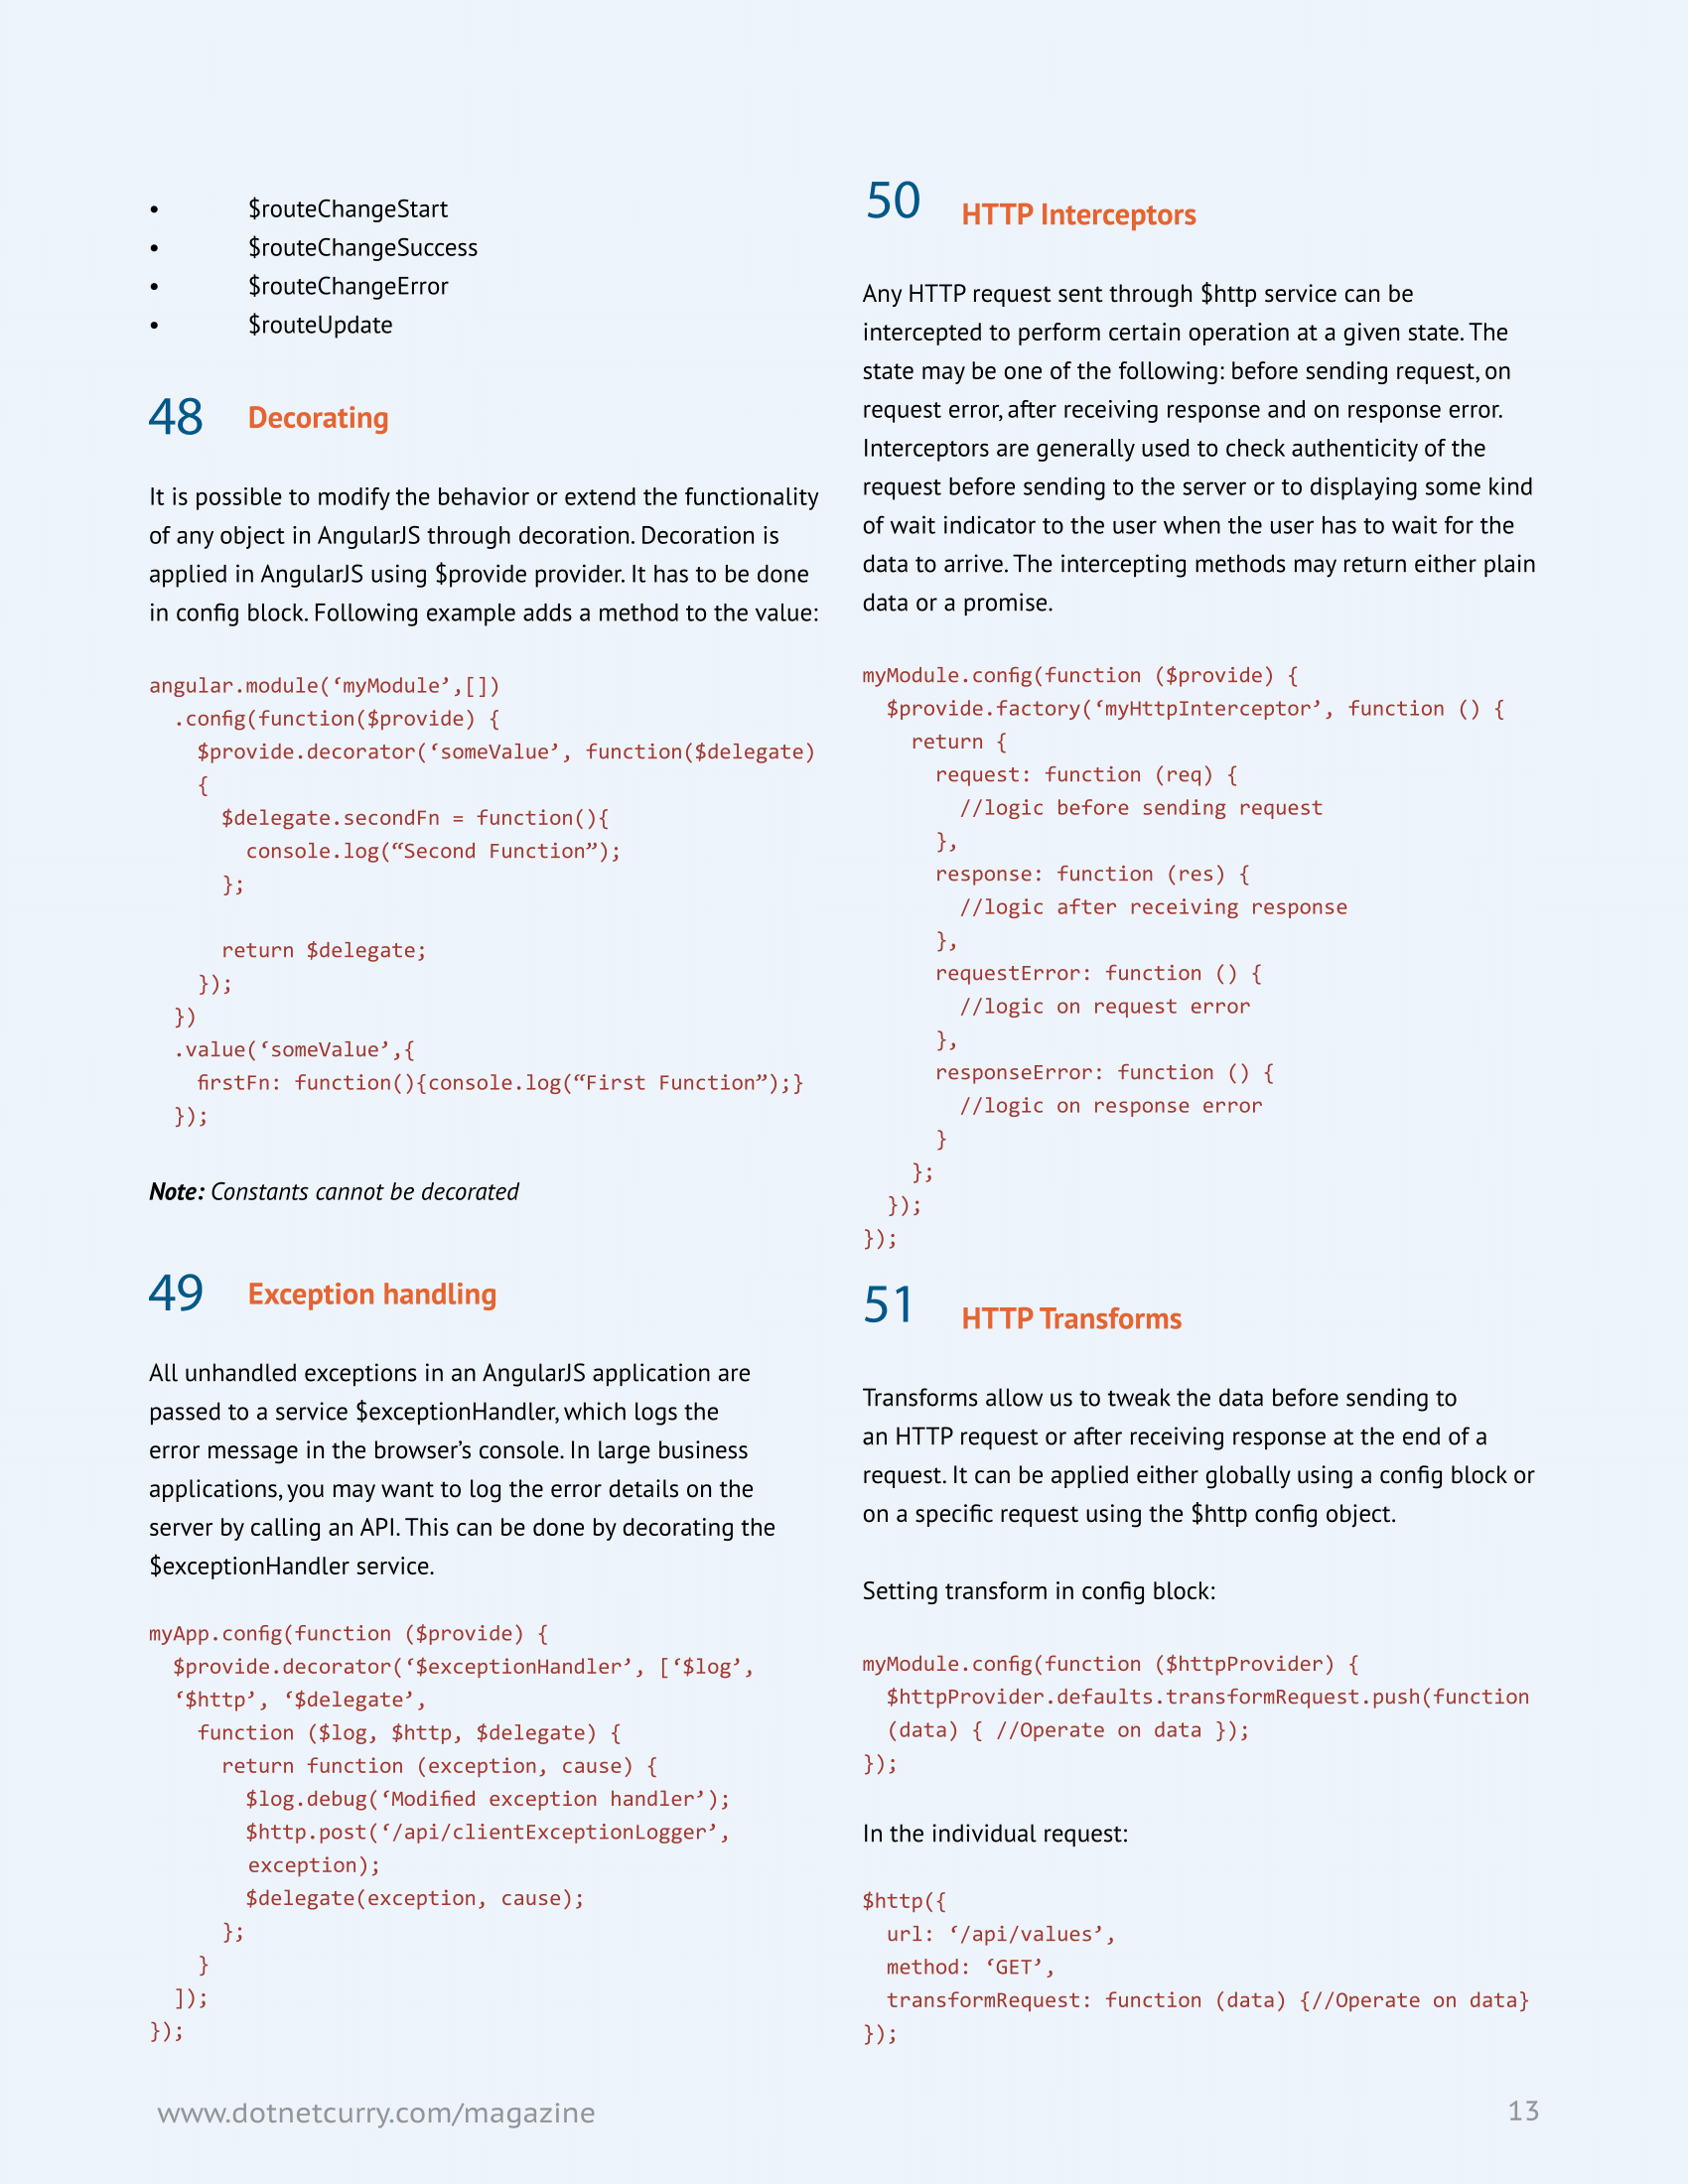 • $routeChangeStart
• $routeChangeSuccess
• $routeChangeError
• $routeUpdate
48 Decorating
It is possible to modify the behavior or extend the functionality
of any object in AngularJS through decoration. Decoration is
applied in AngularJS using $provide provider. It has to be done
in config block. Following example adds a method to the value:
angular.module(‘myModule’,[])
  .config(function($provide) {
    $provide.decorator(‘someValue’, function($delegate)
    {
      $delegate.secondFn = function(){
        console.log(“Second Function”);
      };
      return $delegate;
    });
  })
  .value(‘someValue’,{
    firstFn: function(){console.log(“First Function”);}
  });
Note: Constants cannot be decorated
49 Exception handling
All unhandled exceptions in an AngularJS application are
passed to a service $exceptionHandler, which logs the
error message in the browser’s console. In large business
applications, you may want to log the error details on the
server by calling an API. This can be done by decorating the
$exceptionHandler service.
myApp.config(function ($provide) {
  $provide.decorator(‘$exceptionHandler’, [‘$log’,
  ‘$http’, ‘$delegate’,
    function ($log, $http, $delegate) {
      return function (exception, cause) {
        $log.debug(‘Modified exception handler’);
        $http.post(‘/api/clientExceptionLogger’,
        exception);
        $delegate(exception, cause);
      };
    }
  ]);
});
50 HTTP Interceptors
Any HTTP request sent through $http service can be
intercepted to perform certain operation at a given state. The
state may be one of the following: before sending request, on
request error, after receiving response and on response error.
Interceptors are generally used to check authenticity of the
request before sending to the server or to displaying some kind
of wait indicator to the user when the user has to wait for the
data to arrive. The intercepting methods may return either plain
data or a promise.
myModule.config(function ($provide) {
  $provide.factory(‘myHttpInterceptor’, function () {
    return {
      request: function (req) {
        //logic before sending request
      },
      response: function (res) {
        //logic after receiving response
      },
      requestError: function () {
        //logic on request error
      },
      responseError: function () {
        //logic on response error
      }
    };
  });
});
51 HTTP Transforms
Transforms allow us to tweak the data before sending to
an HTTP request or after receiving response at the end of a
request. It can be applied either globally using a config block or
on a specific request using the $http config object.
Setting transform in config block:
myModule.config(function ($httpProvider) {
  $httpProvider.defaults.transformRequest.push(function
  (data) { //Operate on data });
});
In the individual request:
$http({
  url: ‘/api/values’,
  method: ‘GET’,
  transformRequest: function (data) {//Operate on data}
});
www.dotnetcurry.com/magazine
13